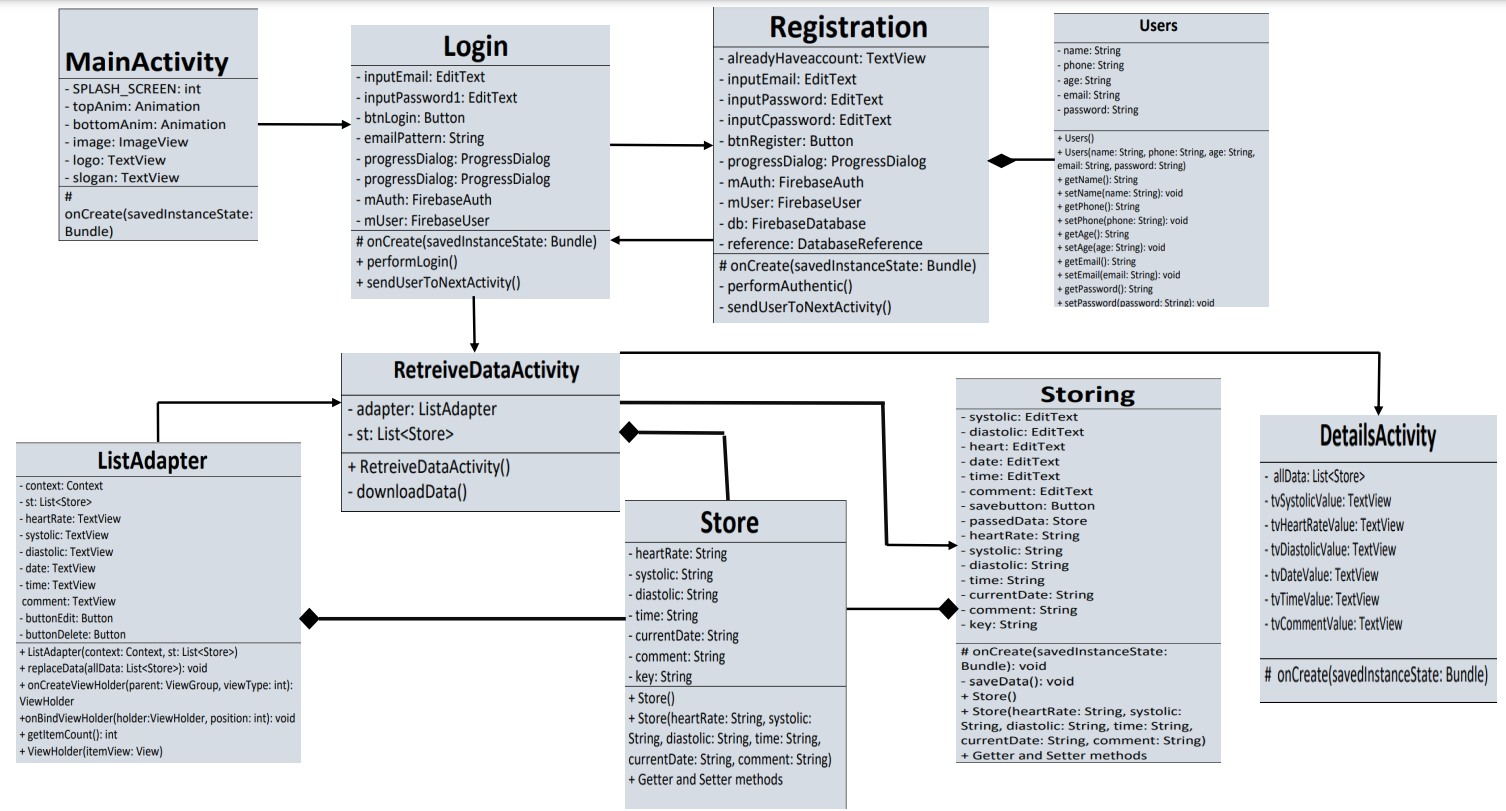 MainActivity
- SPLASH_SCREEN: int
- topAnim: Animation
- bottomAnim: Animation
- image: ImageView
- logo: TextView
- slogan: TextView
#
onCreate(savedInstanceState:
Bundle)
Login
- inputEmail: EditText
- inputPassword1: EditText
- btnLogin: Button
- emailPattern: String
- progressDialog: ProgressDialog
- progressDialog: ProgressDialog
- mAuth: FirebaseAuth
- mUser: FirebaseUser
# onCreate(savedInstanceState: Bundle)
+ performLogin()
+ sendUserToNextActivity()
Registration
- alreadyHaveaccount: TextView
- inputEmail: EditText
- inputPassword: EditText
- inputCpassword: EditText
- btnRegister: Button
- progressDialog: ProgressDialog
- mAuth: FirebaseAuth
- mUser: FirebaseUser
- db: FirebaseDatabase
- reference: DatabaseReference
# onCreate(savedInstanceState: Bundle)
- performAuthentic()
- sendUserToNextActivity()
Users
- name: String
- phone: String
- age: String
- email: String
- password: String
+ Users()
+ Users(name: String, phone: String, age: String,
email: String, password: String)
+ getName(): String
+ setName(name: String): void
+ getPhone(): String
+ setPhone(phone: String): void
+ getAge(): String
+ setAge(age: String): void
+ getEmail(): String
+ setEmail(email: String): void
+ getPassword(): String
+ setPassword(password: String): void
RetreiveDataActivity
- adapter: ListAdapter
- st: List<Store>
+ RetreiveDataActivity()
- downloadData()
ListAdapter
- context: Context
- st: List<Store>
- heartRate: TextView
- systolic: TextView
- diastolic: TextView
- date: TextView
- time: TextView
comment: TextView
- buttonEdit: Button
- buttonDelete: Button
+ ListAdapter(context: Context, st: List<Store>)
+ replaceData(allData: List<Store>): void
+ onCreateViewHolder(parent: ViewGroup, viewType: int):
ViewHolder
+onBindViewHolder(holder:ViewHolder, position: int): void
+ getItemCount(): int
+ ViewHolder(itemView: View)
Store
- heartRate: String
- systolic: String
- diastolic: String
- time: String
- currentDate: String
- comment: String
- key: String
+ Store()
+ Store(heartRate: String, systolic:
String, diastolic: String, time: String,
currentDate: String, comment: String)
+ Getter and Setter methods
Storing
- systolic: EditText
- diastolic: EditText
- heart: EditText
- date: EditText
- time: EditText
- comment: EditText
- savebutton: Button
- passedData: Store
- heartRate: String
- systolic: String
- diastolic: String
- time: String
- currentDate: String
- comment: String
- key: String
# onCreate(savedInstanceState:
Bundle): void
- saveData(): void
+ Store()
+ Store(heartRate: String, systolic:
String, diastolic: String, time: String,
currentDate: String, comment: String)
+ Getter and Setter methods
DetailsActivity
- allData: List<Store>
- tvSystolicValue: TextView
- tvHeartRateValue: TextView
- tvDiastolicValue: TextView
- tvDateValue: TextView
- tvTimeValue: TextView
- tvCommentValue: TextView
# onCreate(savedInstanceState: Bundle)